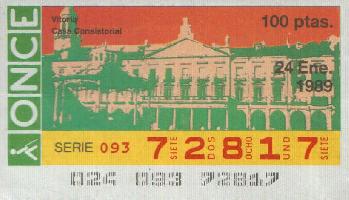 ONCE
Vitoria
Casa Consistorial
100 ptas.
24 Ene.
1989
SERIE 093
7 SIETE 2 DOS 8 OCHO 1 UNO 7 SIETE
024 093 72817